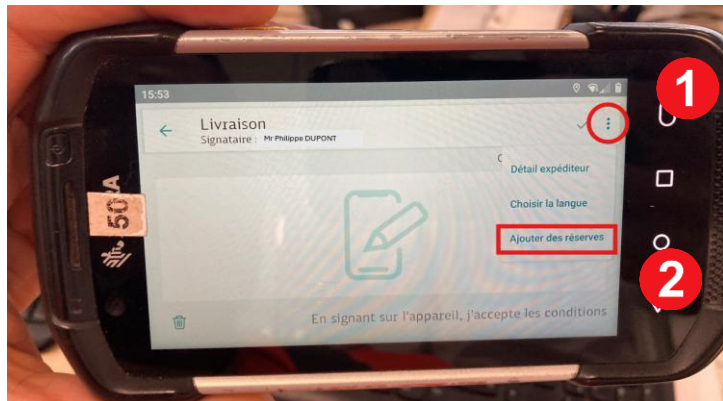 1
15:53
Livraison
Signataire : Mr Philippe DUPONT
Détail expéditeur
Choisir la langue
Ajouter des réserves
En signant sur l'appareil, j'accepte les conditions
50
2